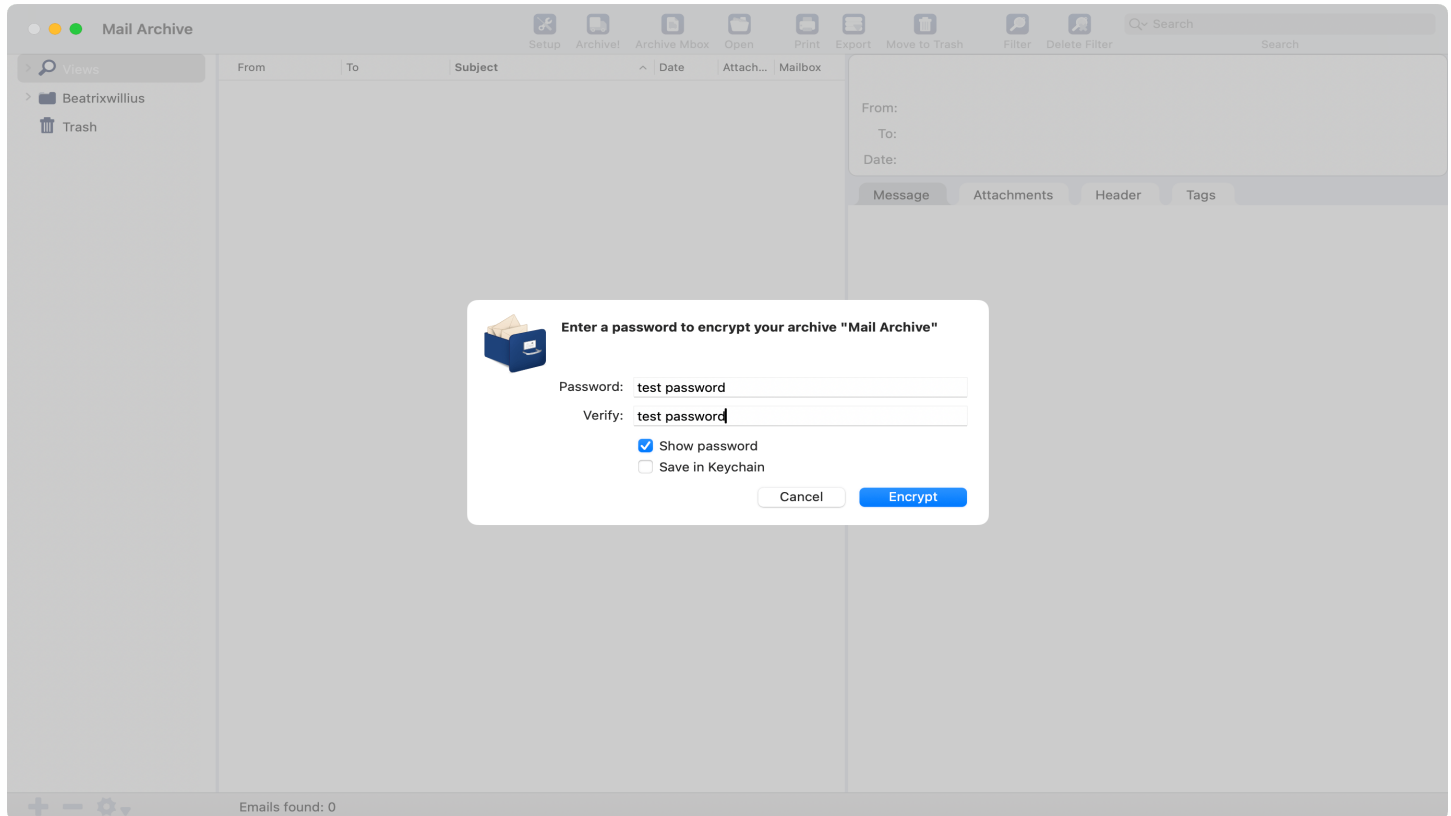 Mail Archive
Setup Archive! Archive Mbox Open Print Export Move to Trash Filter Delete Filter Search
Search
Views
Beatrixwillius
Trash
From To Subject Date Attach... Mailbox
From:
To:
Date:
Message Attachments Header Tags
Enter a password to encrypt your archive "Mail Archive"
Password: test password
Verify: test password
Show password
Save in Keychain
Cancel Encrypt
Emails found: 0